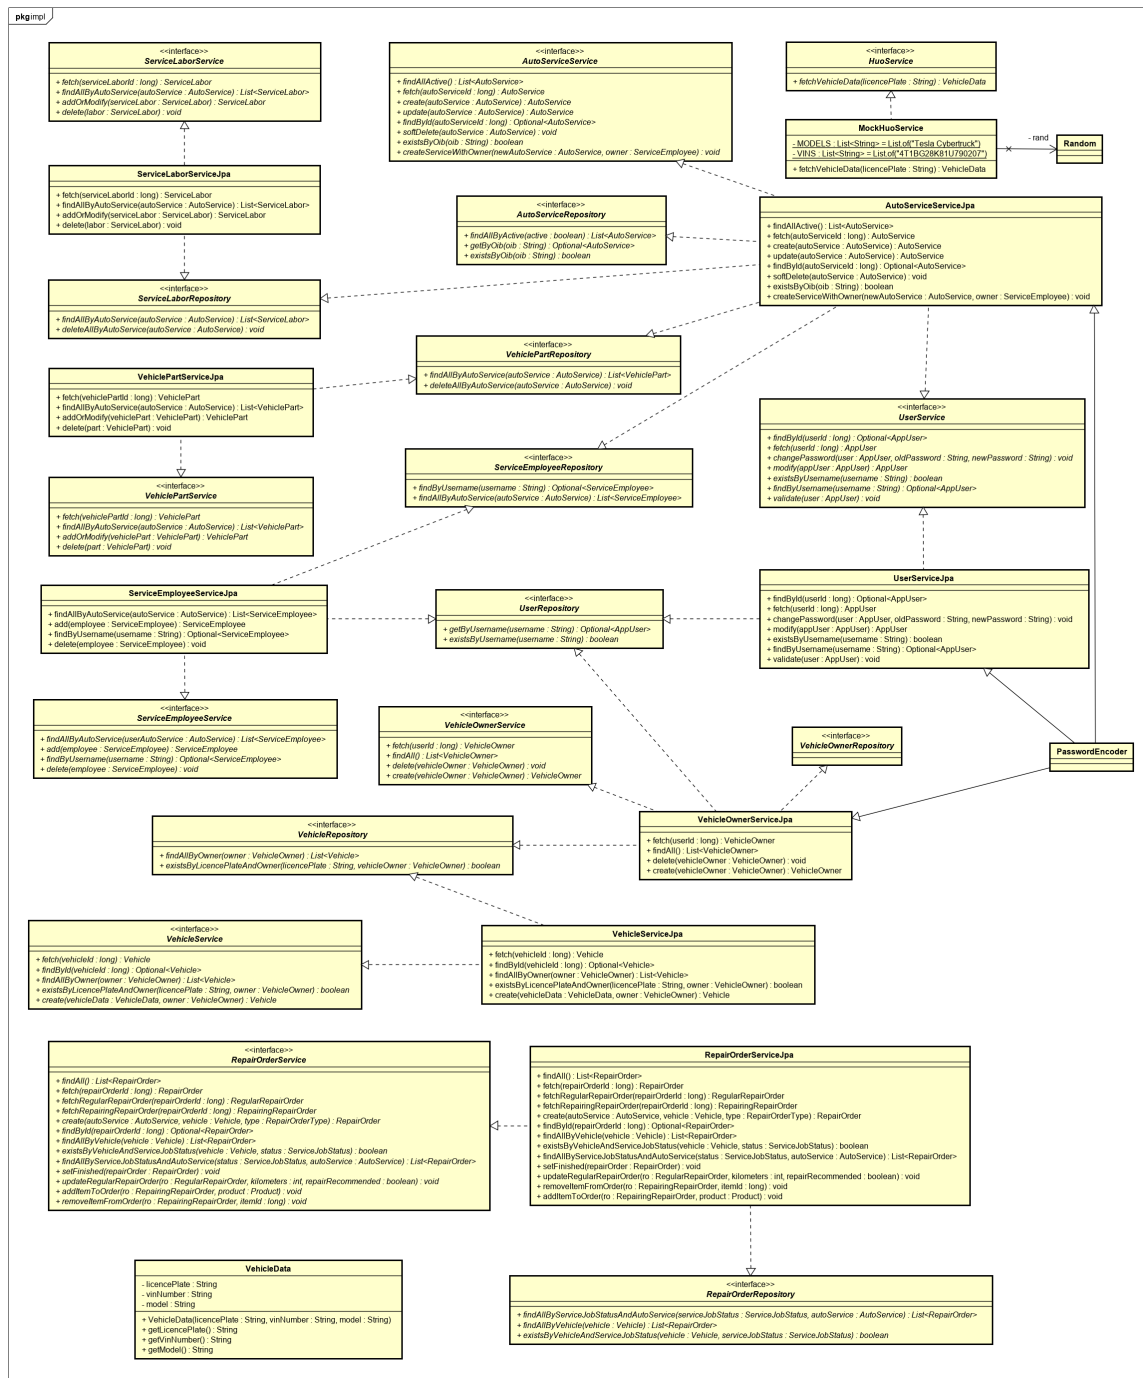 pkg impl
<<interface>>
ServiceLaborService
+ fetch(serviceLaborId : long) : ServiceLabor
+ findAllByAutoService(autoService : AutoService) : List<ServiceLabor>
+ addOrModify(serviceLabor : ServiceLabor) : ServiceLabor
+ delete(labor : ServiceLabor) : void
<<interface>>
AutoServiceService
+ findAllActive() : List<AutoService>
+ fetch(autoServiceId : long) : AutoService
+ create(autoService : AutoService) : AutoService
+ update(autoService : AutoService) : AutoService
+ findById(autoServiceId : long) : Optional<AutoService>
+ softDelete(autoService : AutoService) : void
+ existsByOib(oib : String) : boolean
+ createServiceWithOwner(newAutoService : AutoService, owner : ServiceEmployee) : void
<<interface>>
HuoService
+ fetchVehicleData(licencePlate : String) : VehicleData
MockHuoService
- MODELS : List<String> = List.of("Tesla Cybertruck")
- VINS : List<String> = List.of("4T1BG28K81U790207")
+ fetchVehicleData(licencePlate : String) : VehicleData
- rand
Random
ServiceLaborServiceJpa
+ fetch(serviceLaborId : long) : ServiceLabor
+ findAllByAutoService(autoService : AutoService) : List<ServiceLabor>
+ addOrModify(serviceLabor : ServiceLabor) : ServiceLabor
+ delete(labor : ServiceLabor) : void
<<interface>>
AutoServiceRepository
+ findAllByActive(active : boolean) : List<AutoService>
+ getByOib(oib : String) : Optional<AutoService>
+ existsByOib(oib : String) : boolean
AutoServiceServiceJpa
+ findAllActive() : List<AutoService>
+ fetch(autoServiceId : long) : AutoService
+ create(autoService : AutoService) : AutoService
+ update(autoService : AutoService) : AutoService
+ findById(autoServiceId : long) : Optional<AutoService>
+ softDelete(autoService : AutoService) : void
+ existsByOib(oib : String) : boolean
+ createServiceWithOwner(newAutoService : AutoService, owner : ServiceEmployee) : void
<<interface>>
ServiceLaborRepository
+ findAllByAutoService(autoService : AutoService) : List<ServiceLabor>
+ deleteAllByAutoService(autoService : AutoService) : void
<<interface>>
VehiclePartRepository
+ findAllByAutoService(autoService : AutoService) : List<VehiclePart>
+ deleteAllByAutoService(autoService : AutoService) : void
VehiclePartServiceJpa
+ fetch(vehiclePartId : long) : VehiclePart
+ findAllByAutoService(autoService : AutoService) : List<VehiclePart>
+ addOrModify(vehiclePart : VehiclePart) : VehiclePart
+ delete(part : VehiclePart) : void
<<interface>>
UserService
+ findById(userId : long) : Optional<AppUser>
+ fetch(userId : long) : AppUser
+ changePassword(user : AppUser, oldPassword : String, newPassword : String) : void
+ modify(appUser : AppUser) : AppUser
+ existsByUsername(username : String) : boolean
+ findByUsername(username : String) : Optional<AppUser>
+ validate(user : AppUser) : void
<<interface>>
ServiceEmployeeRepository
+ findByUsername(username : String) : Optional<ServiceEmployee>
+ findAllByAutoService(autoService : AutoService) : List<ServiceEmployee>
<<interface>>
VehiclePartService
+ fetch(vehiclePartId : long) : VehiclePart
+ findAllByAutoService(autoService : AutoService) : List<VehiclePart>
+ addOrModify(vehiclePart : VehiclePart) : VehiclePart
+ delete(part : VehiclePart) : void
ServiceEmployeeServiceJpa
+ findAllByAutoService(autoService : AutoService) : List<ServiceEmployee>
+ add(employee : ServiceEmployee) : ServiceEmployee
+ findByUsername(username : String) : Optional<ServiceEmployee>
+ delete(employee : ServiceEmployee) : void
<<interface>>
UserRepository
+ getByUsername(username : String) : Optional<AppUser>
+ existsByUsername(username : String) : boolean
UserServiceJpa
+ findById(userId : long) : Optional<AppUser>
+ fetch(userId : long) : AppUser
+ changePassword(user : AppUser, oldPassword : String, newPassword : String) : void
+ modify(appUser : AppUser) : AppUser
+ existsByUsername(username : String) : boolean
+ findByUsername(username : String) : Optional<AppUser>
+ validate(user : AppUser) : void
<<interface>>
ServiceEmployeeService
+ findAllByAutoService(userAutoService : AutoService) : List<ServiceEmployee>
+ add(employee : ServiceEmployee) : ServiceEmployee
+ findByUsername(username : String) : Optional<ServiceEmployee>
+ delete(employee : ServiceEmployee) : void
<<interface>>
VehicleOwnerService
+ fetch(userId : long) : VehicleOwner
+ findAll() : List<VehicleOwner>
+ delete(vehicleOwner : VehicleOwner) : void
+ create(vehicleOwner : VehicleOwner) : VehicleOwner
<<interface>>
VehicleOwnerRepository
PasswordEncoder
<<interface>>
VehicleRepository
+ findAllByOwner(owner : VehicleOwner) : List<Vehicle>
+ existsByLicencePlateAndOwner(licencePlate : String, vehicleOwner : VehicleOwner) : boolean
VehicleOwnerServiceJpa
+ fetch(userId : long) : VehicleOwner
+ findAll() : List<VehicleOwner>
+ delete(vehicleOwner : VehicleOwner) : void
+ create(vehicleOwner : VehicleOwner) : VehicleOwner
<<interface>>
VehicleService
+ fetch(vehicleId : long) : Vehicle
+ findById(vehicleId : long) : Optional<Vehicle>
+ findAllByOwner(owner : VehicleOwner) : List<Vehicle>
+ existsByLicencePlateAndOwner(licencePlate : String, owner : VehicleOwner) : boolean
+ create(vehicleData : VehicleData, owner : VehicleOwner) : Vehicle
VehicleServiceJpa
+ fetch(vehicleId : long) : Vehicle
+ findById(vehicleId : long) : Optional<Vehicle>
+ findAllByOwner(owner : VehicleOwner) : List<Vehicle>
+ existsByLicencePlateAndOwner(licencePlate : String, owner : VehicleOwner) : boolean
+ create(vehicleData : VehicleData, owner : VehicleOwner) : Vehicle
<<interface>>
RepairOrderService
+ findAll() : List<RepairOrder>
+ fetch(repairOrderId : long) : RepairOrder
+ fetchRegularRepairOrder(repairOrderId : long) : RegularRepairOrder
+ fetchRepairingRepairOrder(repairOrderId : long) : RepairingRepairOrder
+ create(autoService : AutoService, vehicle : Vehicle, type : RepairOrderType) : RepairOrder
+ findById(repairOrderId : long) : Optional<RepairOrder>
+ findAllByVehicle(vehicle : Vehicle) : List<RepairOrder>
+ existsByVehicleAndServiceJobStatus(vehicle : Vehicle, status : ServiceJobStatus) : boolean
+ findAllByServiceJobStatusAndAutoService(status : ServiceJobStatus, autoService : AutoService) : List<RepairOrder>
+ setFinished(repairOrder : RepairOrder) : void
+ updateRegularRepairOrder(ro : RegularRepairOrder, kilometers : int, repairRecommended : boolean) : void
+ addItemToOrder(ro : RepairingRepairOrder, product : Product) : void
+ removeItemFromOrder(ro : RepairingRepairOrder, itemId : long) : void
RepairOrderServiceJpa
+ findAll() : List<RepairOrder>
+ fetch(repairOrderId : long) : RepairOrder
+ fetchRegularRepairOrder(repairOrderId : long) : RegularRepairOrder
+ fetchRepairingRepairOrder(repairOrderId : long) : RepairingRepairOrder
+ create(autoService : AutoService, vehicle : Vehicle, type : RepairOrderType) : RepairOrder
+ findById(repairOrderId : long) : Optional<RepairOrder>
+ findAllByVehicle(vehicle : Vehicle) : List<RepairOrder>
+ existsByVehicleAndServiceJobStatus(vehicle : Vehicle, status : ServiceJobStatus) : boolean
+ findAllByServiceJobStatusAndAutoService(status : ServiceJobStatus, autoService : AutoService) : List<RepairOrder>
+ setFinished(repairOrder : RepairOrder) : void
+ updateRegularRepairOrder(ro : RegularRepairOrder, kilometers : int, repairRecommended : boolean) : void
+ removeItemFromOrder(ro : RepairingRepairOrder, itemId : long) : void
+ addItemToOrder(ro : RepairingRepairOrder, product : Product) : void
VehicleData
- licencePlate : String
- vinNumber : String
- model : String
+ VehicleData(licencePlate : String, vinNumber : String, model : String)
+ getLicencePlate() : String
+ getVinNumber() : String
+ getModel() : String
<<interface>>
RepairOrderRepository
+ findAllByServiceJobStatusAndAutoService(serviceJobStatus : ServiceJobStatus, autoService : AutoService) : List<RepairOrder>
+ findAllByVehicle(vehicle : Vehicle) : List<RepairOrder>
+ existsByVehicleAndServiceJobStatus(vehicle : Vehicle, serviceJobStatus : ServiceJobStatus) : boolean